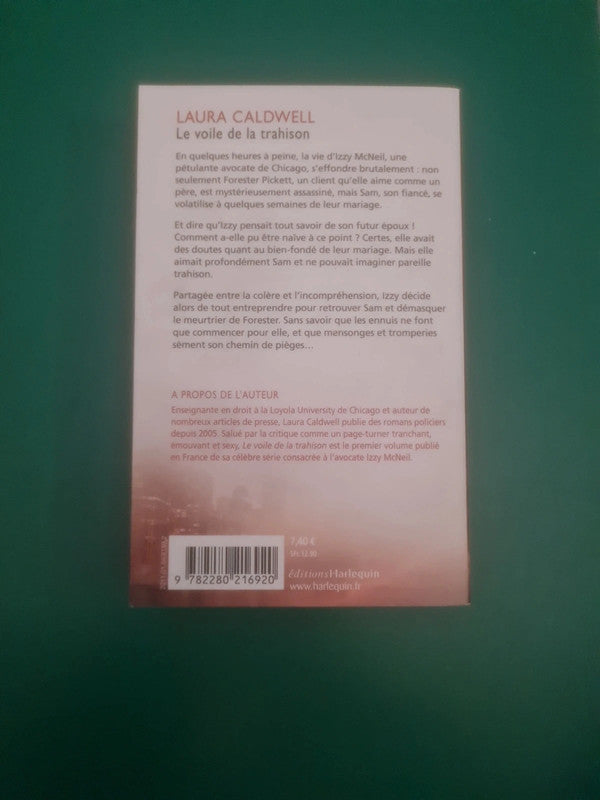 LAURA CALDWELL
Le voile de la trahison
En quelques heures à peine, la vie d'Izzy McNeil, une
pétulante avocate de Chicago, s'effondre brutalement : non
seulement Forester Pickett, un client qu'elle aime comme un
père, est mystérieusement assassiné, mais Sam, son fiancé, se
volatilise à quelques semaines de leur mariage.
Et dire qu'Izzy pensait tout savoir de son futur époux !
Comment a-elle pu être naïve à ce point ? Certes, elle avait
des doutes quant au bien-fondé de leur mariage. Mais elle
aimait profondément Sam et ne pouvait imaginer pareille
trahison.
Partagée entre la colère et l'incompréhension, Izzy décide
alors de tout entreprendre pour retrouver Sam et démasquer
le meurtrier de Forester. Sans savoir que les ennuis ne font
que commencer pour elle, et que mensonges et tromperies
sèment son chemin de pièges...
A PROPOS DE L'AUTEUR
Enseignante en droit à la Loyola University de Chicago et auteur de
nombreux articles de presse, Laura Caldwell publie des romans policiers
depuis 2005. Salué par la critique comme un page-turner tranchant,
émouvant et sexy, Le voile de la trahison est le premier volume publié
en France de sa célèbre série consacrée à l'avocate Izzy McNeil.
7,40 €
SFr. 12.90
éditionsHarlequin
www.harlequin.fr
9 782280 216920